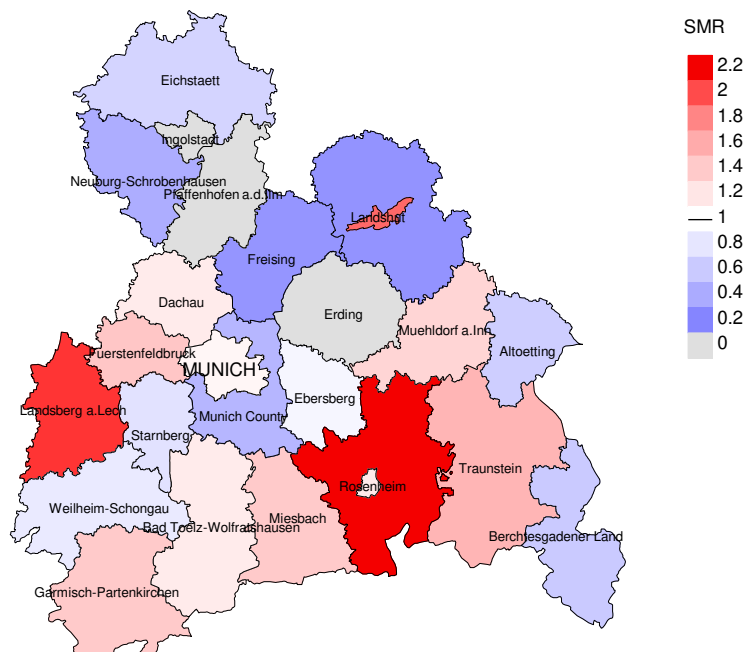 SMR
2.2
2
1.8
1.6
1.4
1.2
1
0.8
0.6
0.4
0.2
0
Eichstaett
Ingolstadt
Neuburg-Schrobenhausen
Pfaffenhofen a.d.Ilm
Landshut
Freising
Dachau
Erding
Muehldorf a.Inn
Fuerstenfeldbruck
Altoetting
MUNICH
Ebersberg
Landsberg a.Lech
Munich County
Starnberg
Traunstein
Rosenheim
Weilheim-Schongau
Miesbach
Bad Toelz-Wolfratshausen
Berchtesgadener Land
Garmisch-Partenkirchen